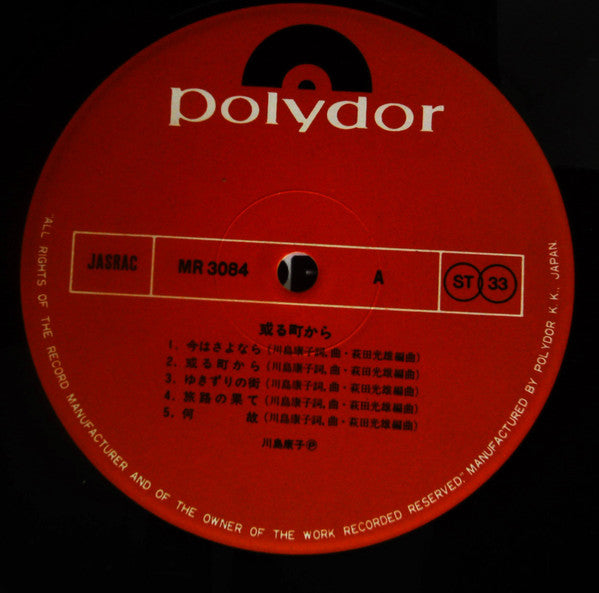 polydor
JASRAC MR 3084 A ST 33
或る町から
1. 今はさよなら (川島康子詞, 曲・萩田光雄編曲)
2. 或る町から (川島康子詞, 曲・萩田光雄編曲)
3. ゆきずりの街 (川島康子詞, 曲・萩田光雄編曲)
4. 旅路の果て (川島康子詞, 曲・萩田光雄編曲)
5. 何故 (川島康子詞, 曲・萩田光雄編曲)
川島康子 ℗
"ALL RIGHTS OF THE RECORD MANUFACTURER AND OF THE OWNER OF THE WORK RECORDED RESERVED." MANUFACTURED BY POLYDOR K.K., JAPAN.